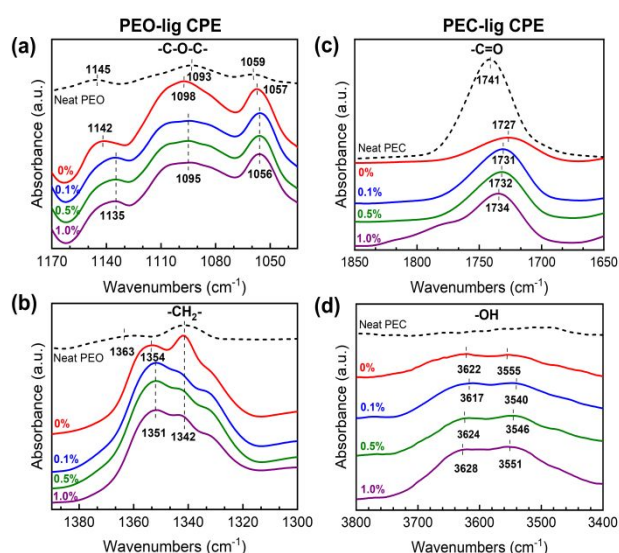 PEO-lig CPE
PEC-lig CPE
(a)
-C-O-C-
1145
1093
1059
1057
Neat PEO
1098
1142
0%
0.1%
0.5%
1.0%
1135
1095
1056
Absorbance (a.u.)
1170 1140 1110 1080 1050
Wavenumbers (cm⁻¹)
(c)
-C=O
1741
Neat PEC
1727
0%
1731
0.1%
1732
0.5%
1734
1.0%
Absorbance (a.u.)
1850 1800 1750 1700 1650
Wavenumbers (cm⁻¹)
(b)
-CH₂-
Neat PEO
1363
1354
0%
0.1%
0.5%
1.0%
1351
1342
Absorbance (a.u.)
1380 1360 1340 1320 1300
Wavenumbers (cm⁻¹)
(d)
-OH
Neat PEC
0%
3622 3555
0.1%
3617 3540
0.5%
3624 3546
3628 3551
1.0%
Absorbance (a.u.)
3800 3700 3600 3500 3400
Wavenumbers (cm⁻¹)